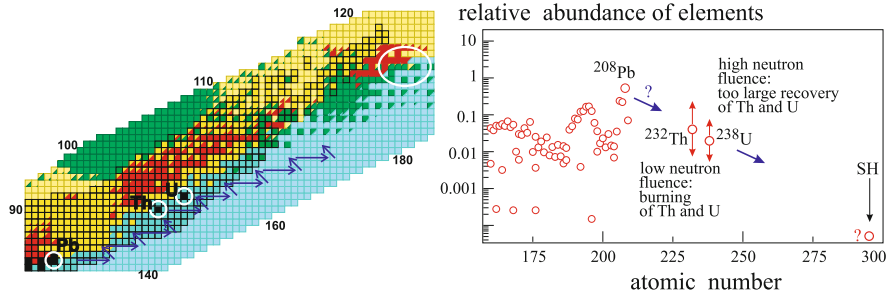 120
110
100
90
180
160
140
Pb
Th
U
relative abundance of elements
10
1
0.1
0.01
0.001
208Pb
?
232Th
238U
high neutron
fluence:
too large recovery
of Th and U
low neutron
fluence:
burning
of Th and U
SH
?
175
200
225
250
275
300
atomic number